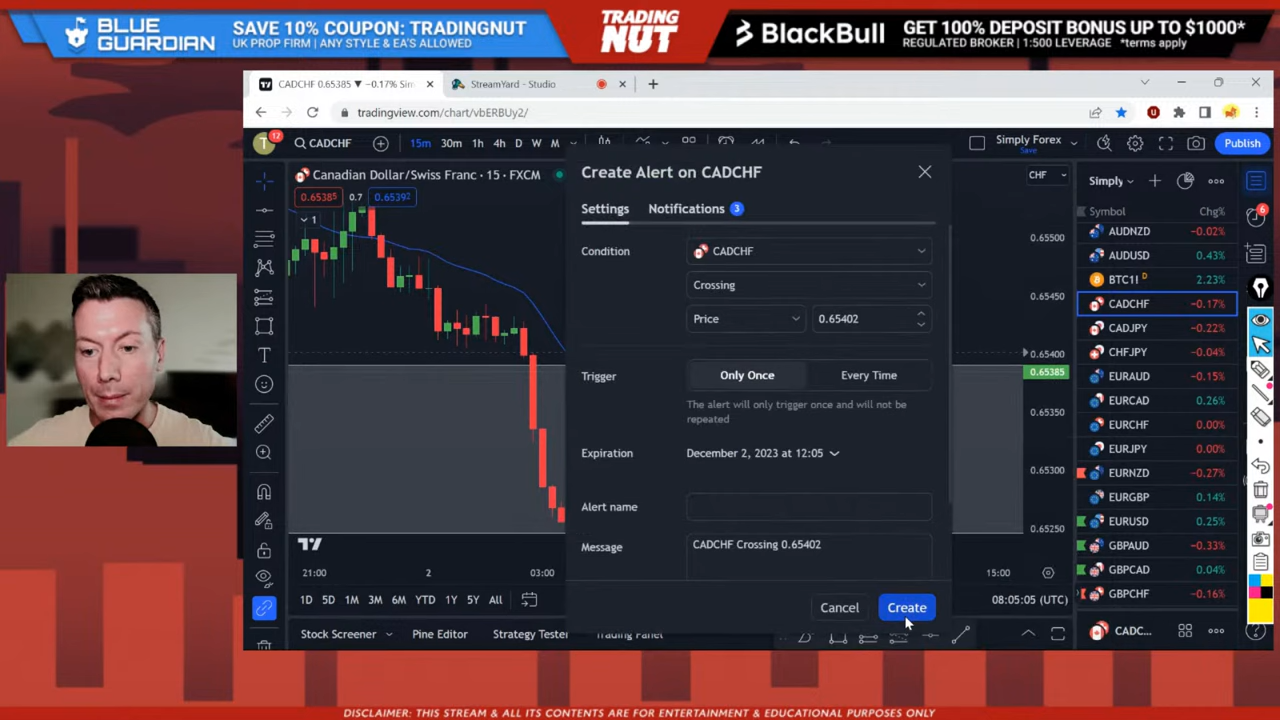 BLUE GUARDIAN
SAVE 10% COUPON: TRADINGNUT
UK PROP FIRM | ANY STYLE & EA'S ALLOWED
TRADING NUT
BlackBull
GET 100% DEPOSIT BONUS UP TO $1000*
REGULATED BROKER | 1:500 LEVERAGE *terms apply
CADCHF 0.65385 ▼ −0.17% Sim
StreamYard - Studio
tradingview.com/chart/vbERBUy2/
T
12
CADCHF
15m 30m 1h 4h D W M
Simply Forex
Save
Publish
Canadian Dollar/Swiss Franc · 15 · FXCM
0.65385 0.7 0.65392
1
Create Alert on CADCHF
Settings
Notifications 3
Condition
CADCHF
Crossing
Price
0.65402
Trigger
Only Once
Every Time
The alert will only trigger once and will not be
repeated
Expiration
December 2, 2023 at 12:05
Alert name
Message
CADCHF Crossing 0.65402
Cancel
Create
CHF
0.65500
0.65450
0.65400
0.65385
0.65350
0.65300
0.65250
21:00
2
03:00
15:00
1D 5D 1M 3M 6M YTD 1Y 5Y All
08:05:05 (UTC)
Stock Screener
Pine Editor
Strategy Tester
Trading Panel
Simply
Symbol Chg%
AUDNZD −0.02%
AUDUSD 0.43%
BTC1! D 2.23%
CADCHF −0.17%
CADJPY −0.22%
CHFJPY −0.04%
EURAUD −0.15%
EURCAD 0.26%
EURCHF 0.00%
EURJPY 0.00%
EURNZD −0.27%
EURGBP 0.14%
EURUSD 0.25%
GBPAUD −0.33%
GBPCAD 0.04%
GBPCHF −0.16%
CADC...
6
DISCLAIMER: THIS STREAM & ALL ITS CONTENTS ARE FOR ENTERTAINMENT & EDUCATIONAL PURPOSES ONLY